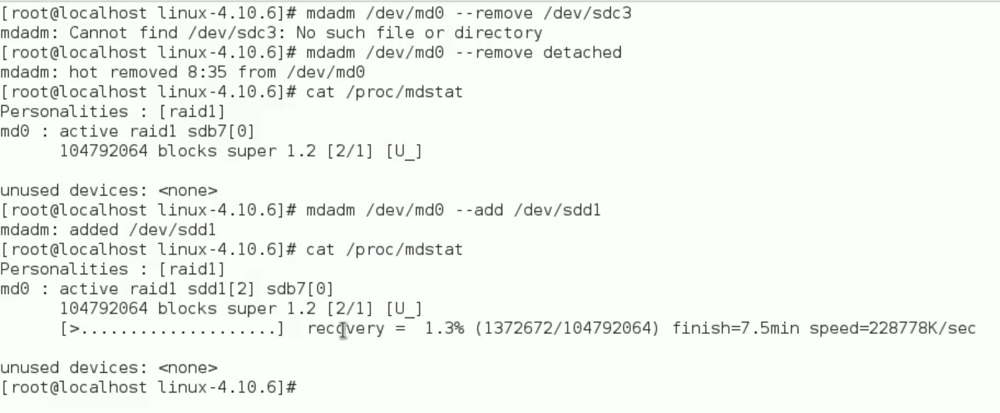 [root@localhost linux-4.10.6]# mdadm /dev/md0 --remove /dev/sdc3
mdadm: Cannot find /dev/sdc3: No such file or directory
[root@localhost linux-4.10.6]# mdadm /dev/md0 --remove detached
mdadm: hot removed 8:35 from /dev/md0
[root@localhost linux-4.10.6]# cat /proc/mdstat
Personalities : [raid1]
md0 : active raid1 sdb7[0]
      104792064 blocks super 1.2 [2/1] [U_]
unused devices: <none>
[root@localhost linux-4.10.6]# mdadm /dev/md0 --add /dev/sdd1
mdadm: added /dev/sdd1
[root@localhost linux-4.10.6]# cat /proc/mdstat
Personalities : [raid1]
md0 : active raid1 sdd1[2] sdb7[0]
      104792064 blocks super 1.2 [2/1] [U_]
      [>....................]  recovery =  1.3% (1372672/104792064) finish=7.5min speed=228778K/sec
unused devices: <none>
[root@localhost linux-4.10.6]#